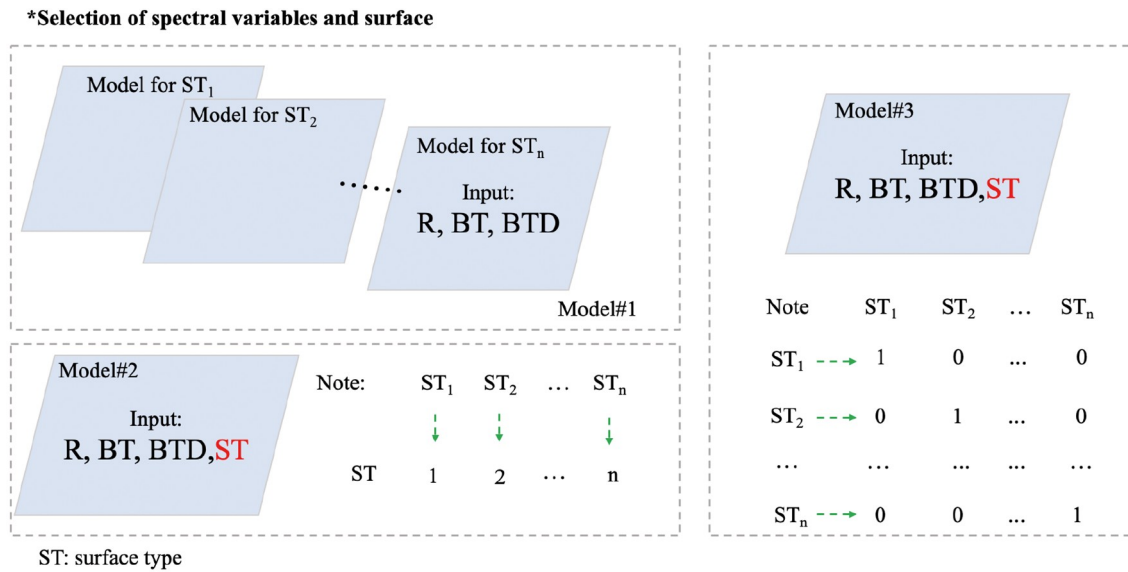 *Selection of spectral variables and surface
Model for ST1
Model for ST2
Model for STn
Input:
R, BT, BTD
Model#1
Model#2
Input:
R, BT, BTD,ST
Note: ST1 ST2 … STn
ST 1 2 … n
ST: surface type
Model#3
Input:
R, BT, BTD,ST
Note ST1 ST2 … STn
ST1 1 0 ... 0
ST2 0 1 ... 0
… … ... ... …
STn 0 0 ... 1